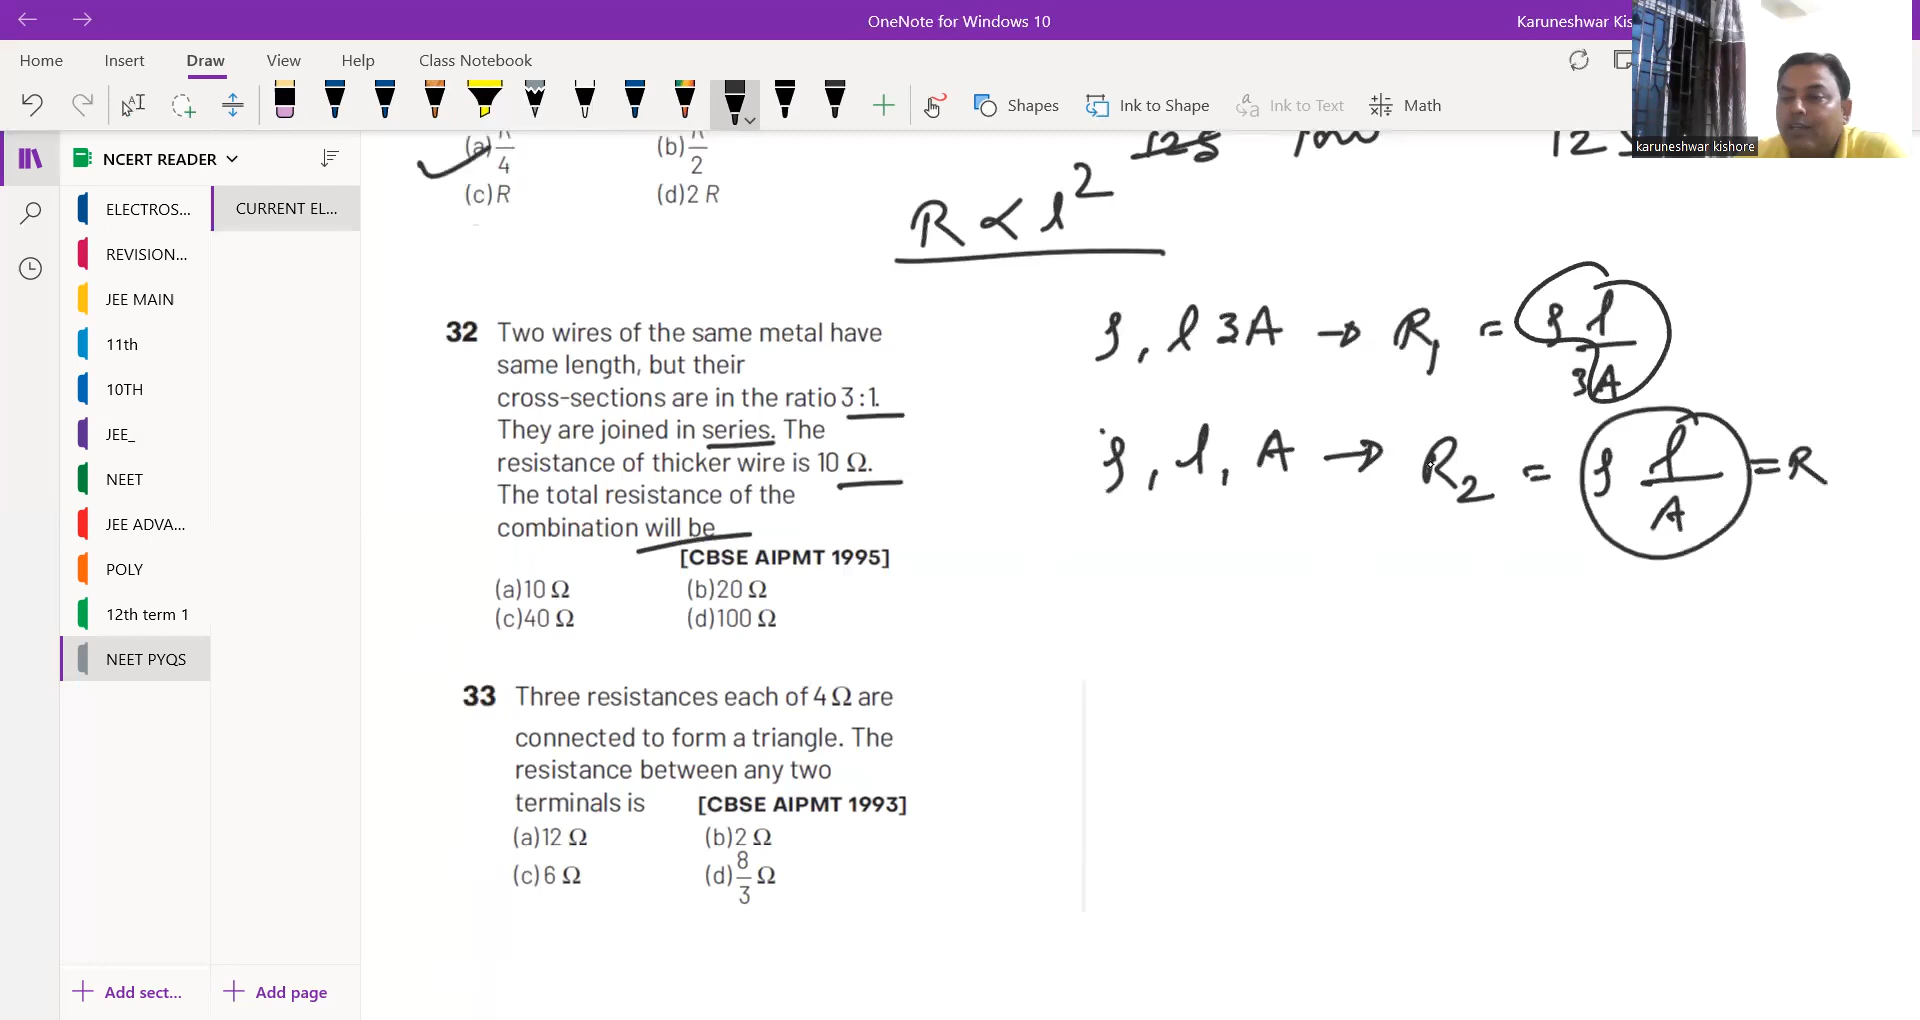 OneNote for Windows 10
Karuneshwar Kis
Home Insert Draw View Help Class Notebook
Shapes Ink to Shape Ink to Text Math
karuneshwar kishore
NCERT READER
ELECTROS...
REVISION...
JEE MAIN
11th
10TH
JEE_
NEET
JEE ADVA...
POLY
12th term 1
NEET PYQS
Add sect...
CURRENT EL...
Add page
(a) R/4 (b) R/2
(c) R (d) 2 R
R ∝ l²
32 Two wires of the same metal have
same length, but their
cross-sections are in the ratio 3 : 1.
They are joined in series. The
resistance of thicker wire is 10 Ω.
The total resistance of the
combination will be
[CBSE AIPMT 1995]
(a) 10 Ω (b) 20 Ω
(c) 40 Ω (d) 100 Ω
ρ, l 3A → R₁ = ρ l/3A
ρ, l, A → R₂ = ρ l/A = R
33 Three resistances each of 4 Ω are
connected to form a triangle. The
resistance between any two
terminals is [CBSE AIPMT 1993]
(a) 12 Ω (b) 2 Ω
(c) 6 Ω (d) 8/3 Ω